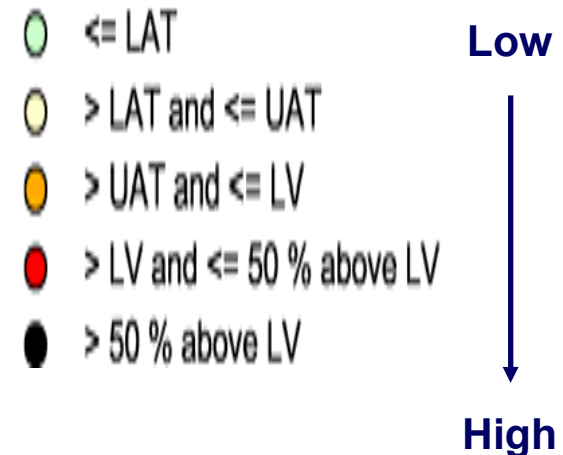 <= LAT
Low
> LAT and <= UAT
> UAT and <= LV
> LV and <= 50 % above LV
> 50 % above LV
High